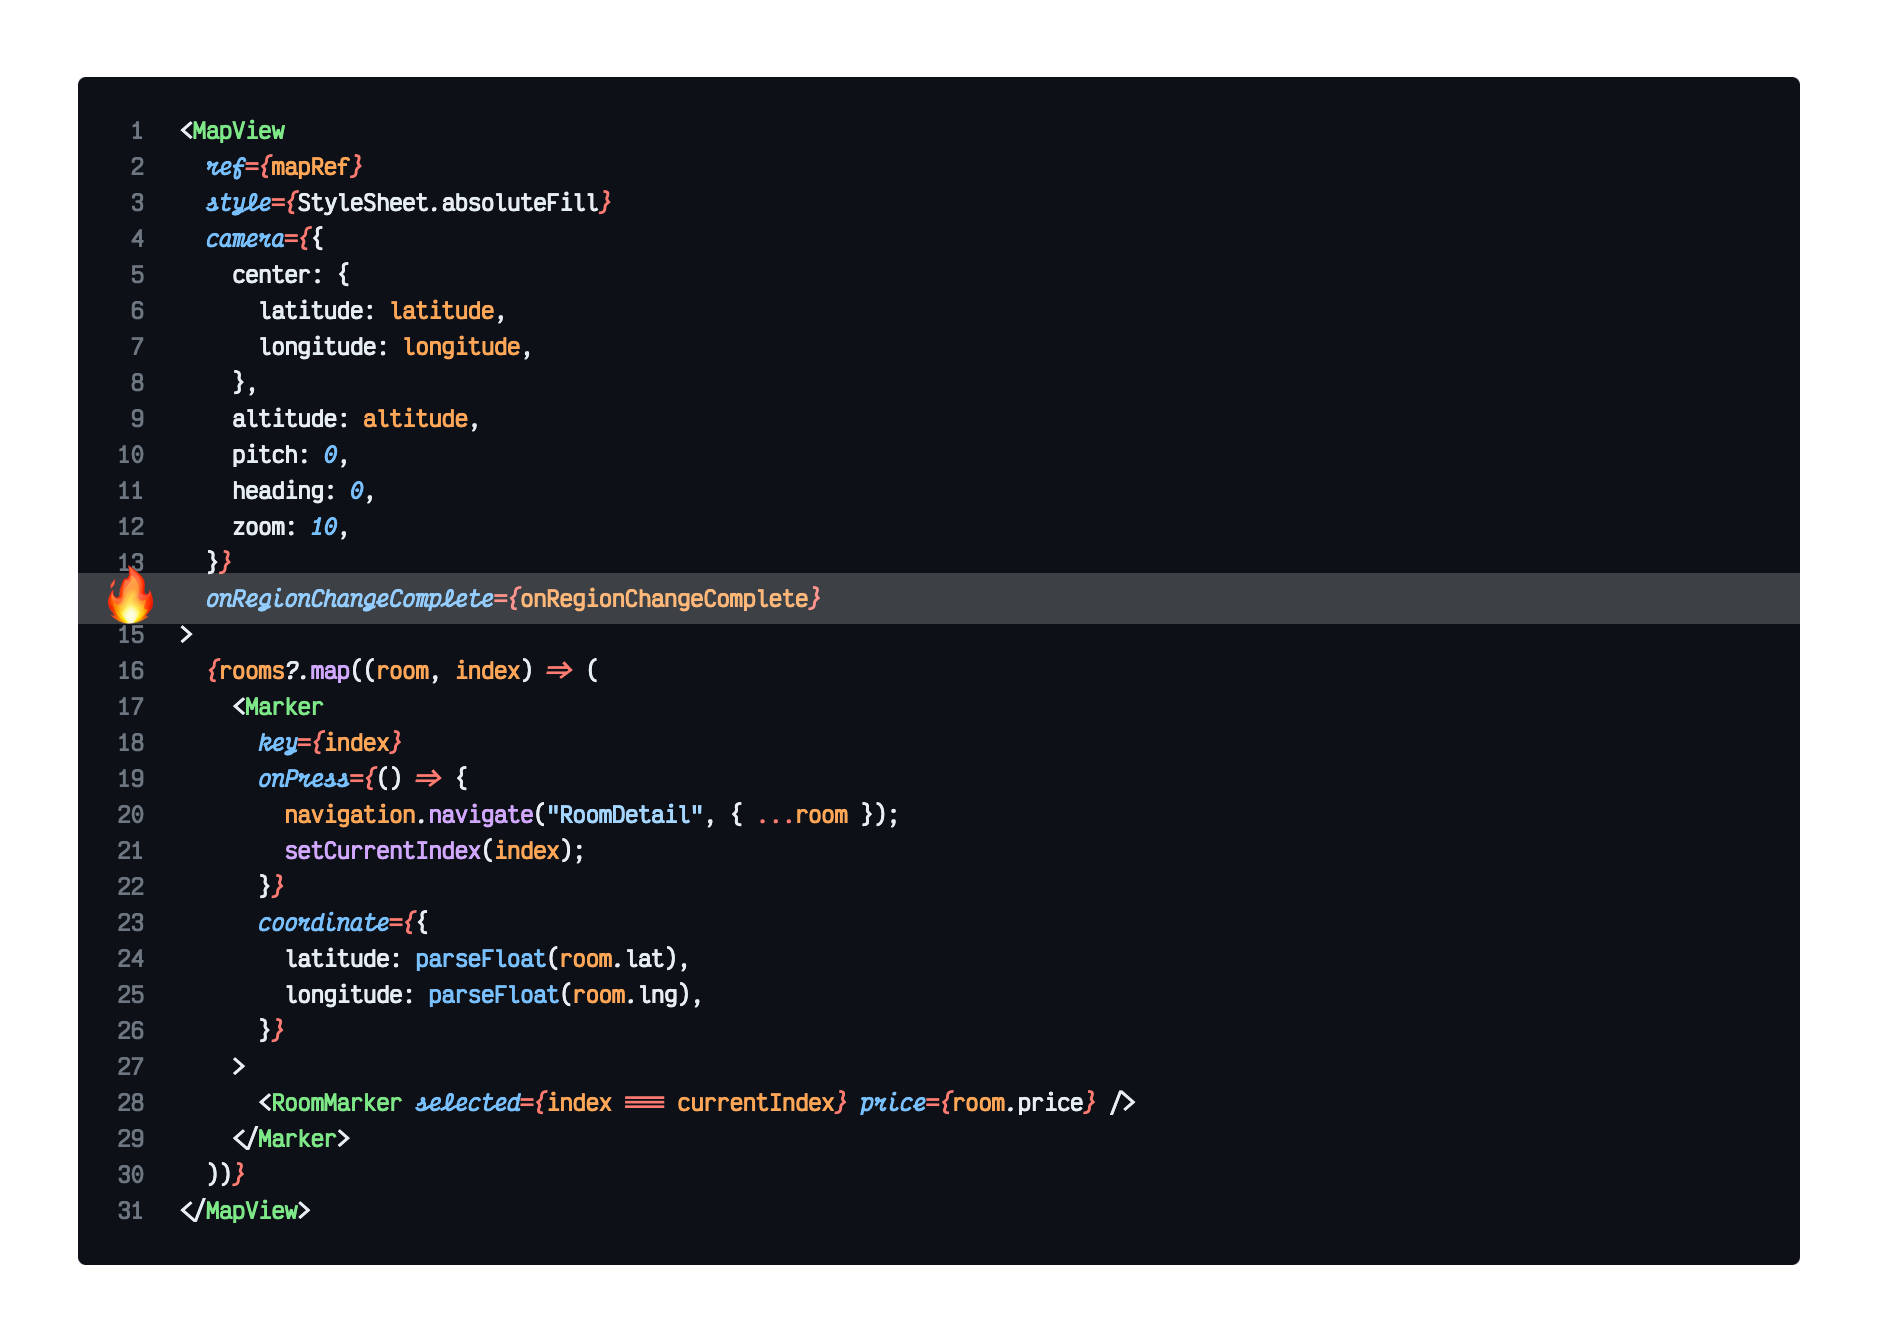 1 <MapView
2 ref={mapRef}
3 style={StyleSheet.absoluteFill}
4 camera={{
5 center: {
6 latitude: latitude,
7 longitude: longitude,
8 },
9 altitude: altitude,
10 pitch: 0,
11 heading: 0,
12 zoom: 10,
13 }}
onRegionChangeComplete={onRegionChangeComplete}
15 >
16 {rooms?.map((room, index) => (
17 <Marker
18 key={index}
19 onPress={() => {
20 navigation.navigate("RoomDetail", { ...room });
21 setCurrentIndex(index);
22 }}
23 coordinate={{
24 latitude: parseFloat(room.lat),
25 longitude: parseFloat(room.lng),
26 }}
27 >
28 <RoomMarker selected={index === currentIndex} price={room.price} />
29 </Marker>
30 ))}
31 </MapView>